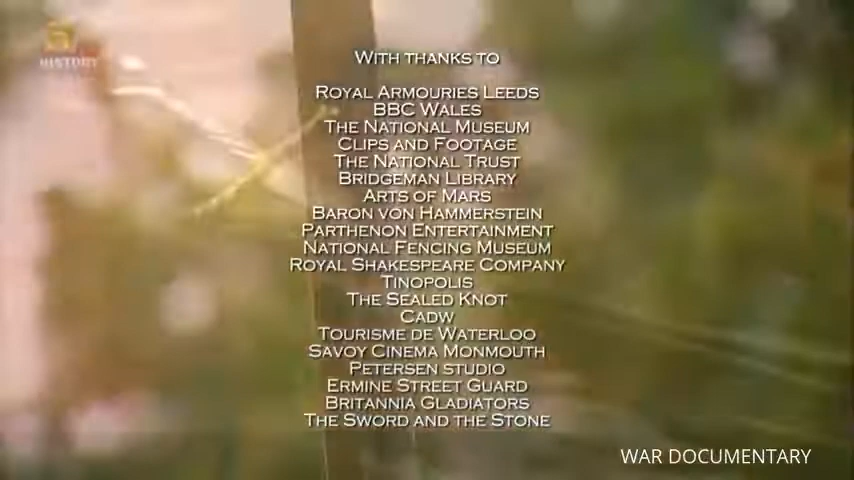 HISTORY
WITH THANKS TO
ROYAL ARMOURIES LEEDS
BBC WALES
THE NATIONAL MUSEUM
CLIPS AND FOOTAGE
THE NATIONAL TRUST
BRIDGEMAN LIBRARY
ARTS OF MARS
BARON VON HAMMERSTEIN
PARTHENON ENTERTAINMENT
NATIONAL FENCING MUSEUM
ROYAL SHAKESPEARE COMPANY
TINOPOLIS
THE SEALED KNOT
CADW
TOURISME DE WATERLOO
SAVOY CINEMA MONMOUTH
PETERSEN STUDIO
ERMINE STREET GUARD
BRITANNIA GLADIATORS
THE SWORD AND THE STONE
WAR DOCUMENTARY